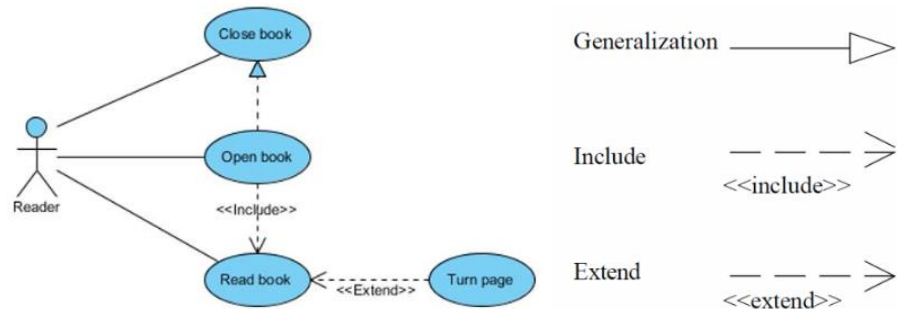 Close book
Open book
Reader
<<Include>>
Read book
<<Extend>>
Turn page
Generalization
Include
<<include>>
Extend
<<extend>>